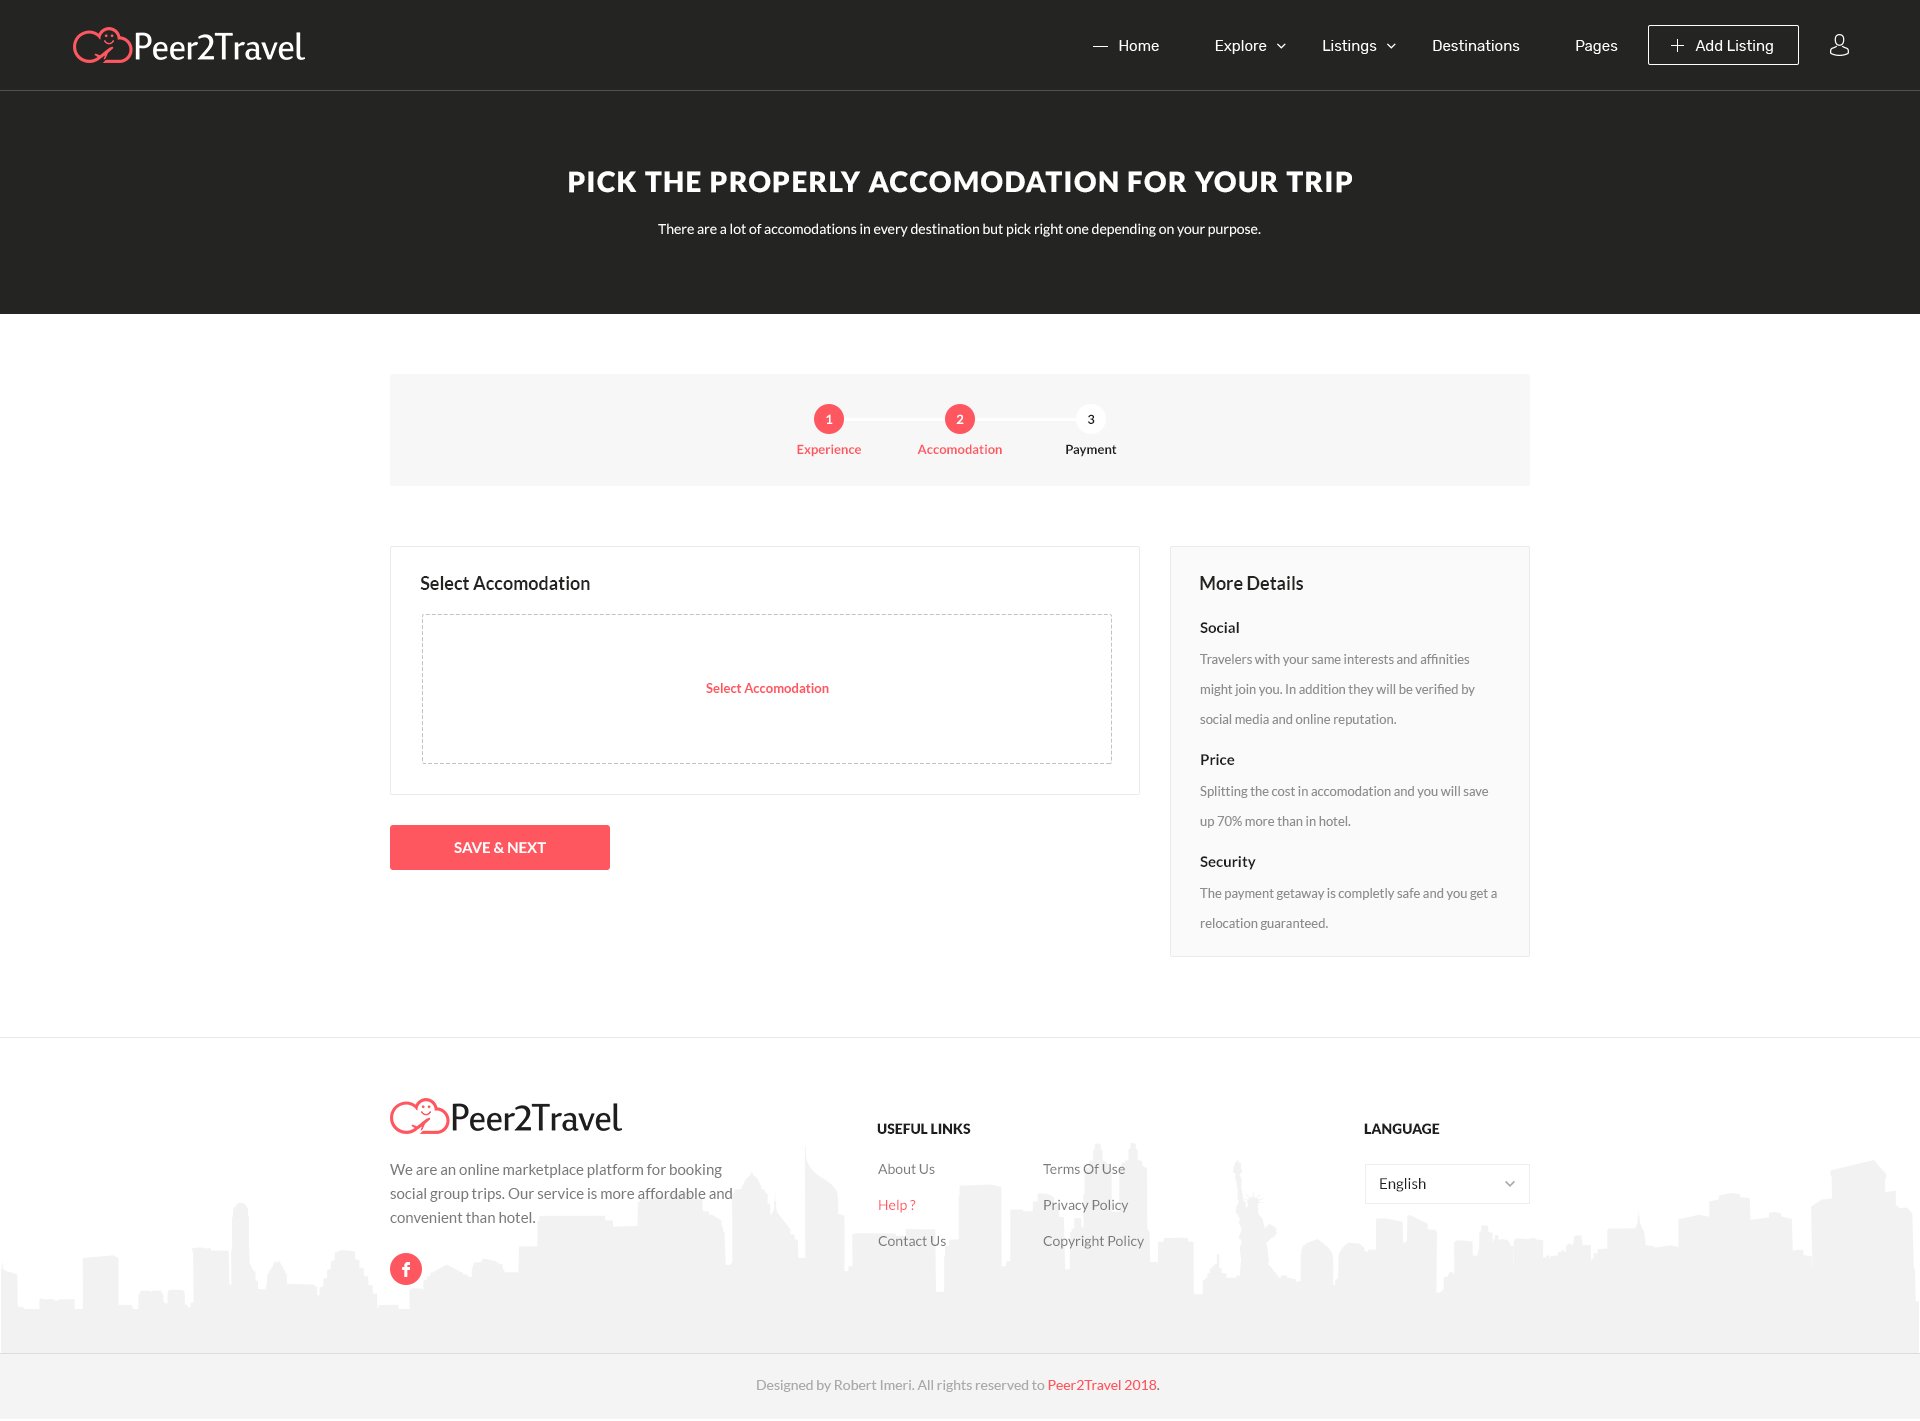 Peer2Travel
Home Explore Listings Destinations Pages + Add Listing
PICK THE PROPERLY ACCOMODATION FOR YOUR TRIP
There are a lot of accomodations in every destination but pick right one depending on your purpose.
1 2 3
Experience Accomodation Payment
Select Accomodation
Select Accomodation
SAVE & NEXT
More Details
Social
Travelers with your same interests and affinities
might join you. In addition they will be verified by
social media and online reputation.
Price
Splitting the cost in accomodation and you will save
up 70% more than in hotel.
Security
The payment getaway is completly safe and you get a
relocation guaranteed.
Peer2Travel
We are an online marketplace platform for booking
social group trips. Our service is more affordable and
convenient than hotel.
USEFUL LINKS
About Us
Help ?
Contact Us
Terms Of Use
Privacy Policy
Copyright Policy
LANGUAGE
English
Designed by Robert Imeri. All rights reserved to Peer2Travel 2018.